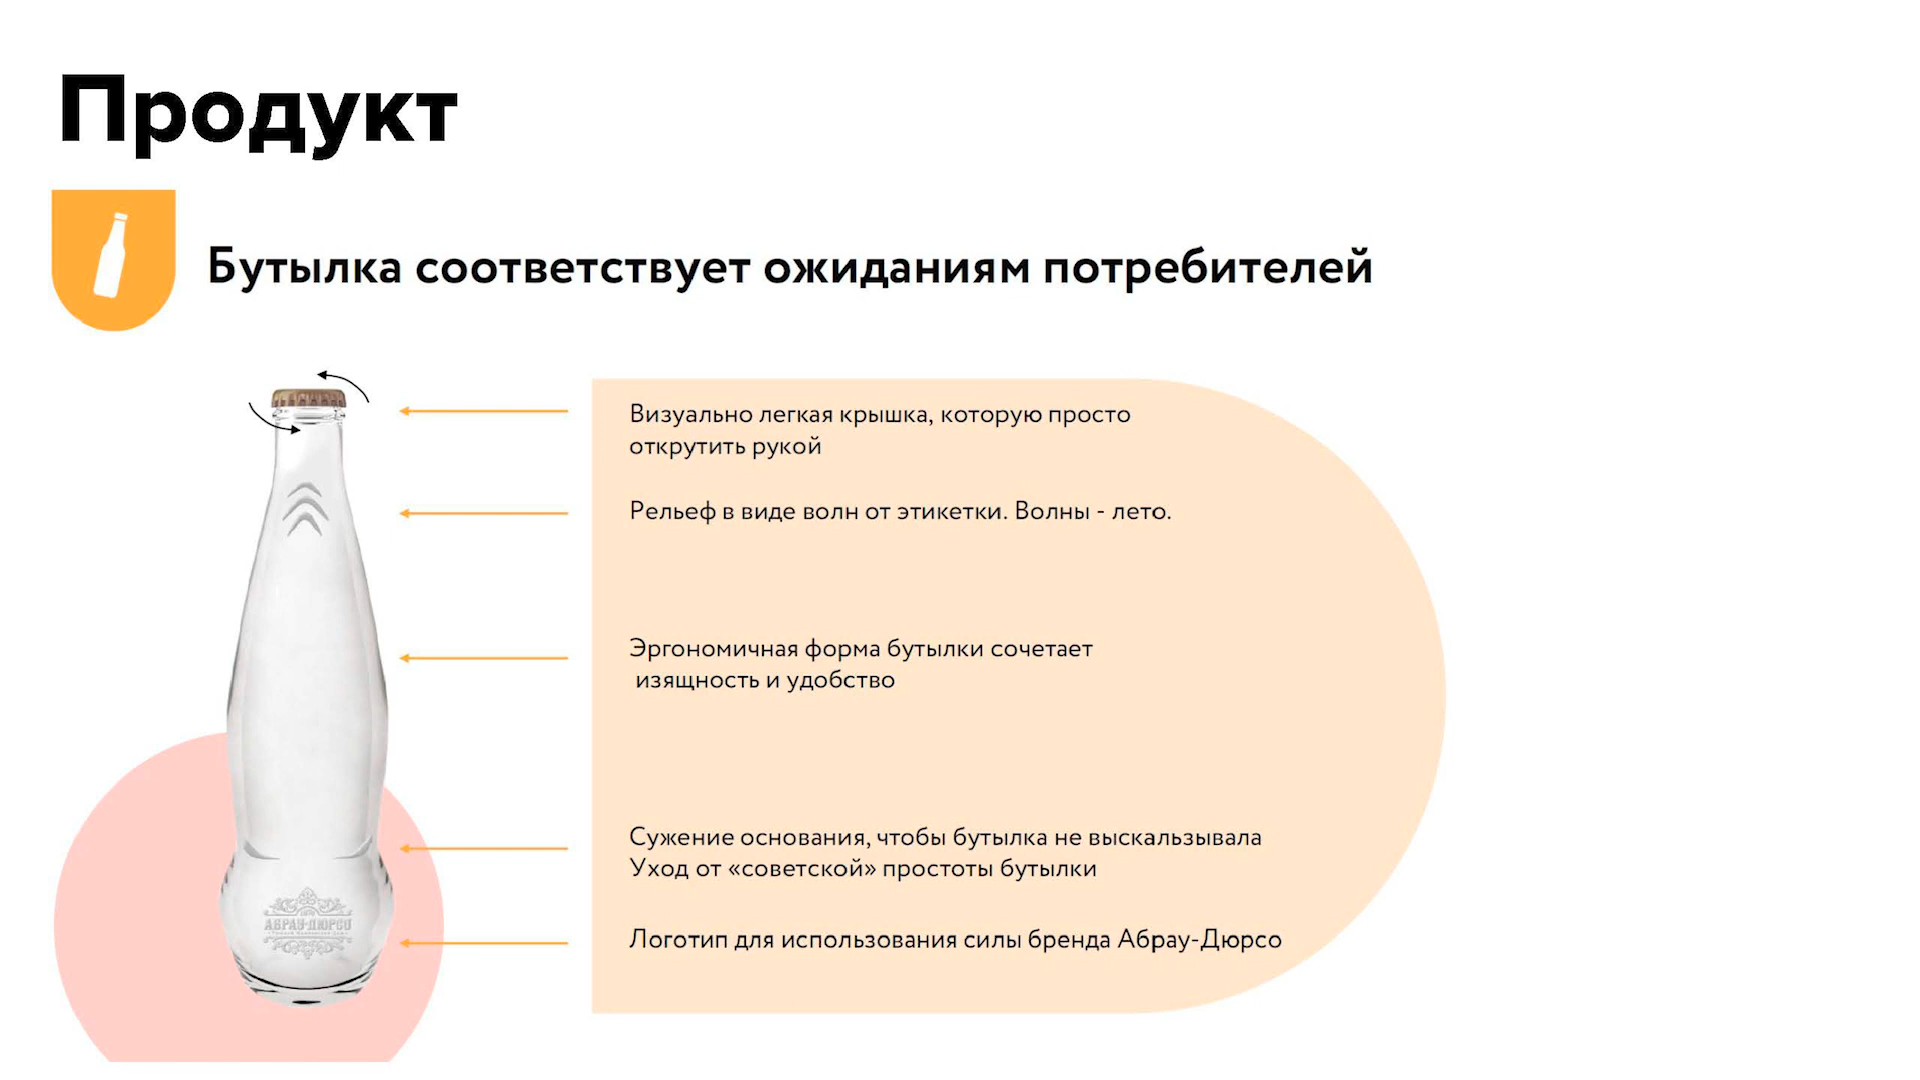 Продукт
Бутылка соответствует ожиданиям потребителей
Визуально легкая крышка, которую просто
открутить рукой
Рельеф в виде волн от этикетки. Волны - лето.
Эргономичная форма бутылки сочетает
изящность и удобство
Сужение основания, чтобы бутылка не выскальзывала
Уход от «советской» простоты бутылки
АБРАУ-ДЮРСО
Логотип для использования силы бренда Абрау-Дюрсо